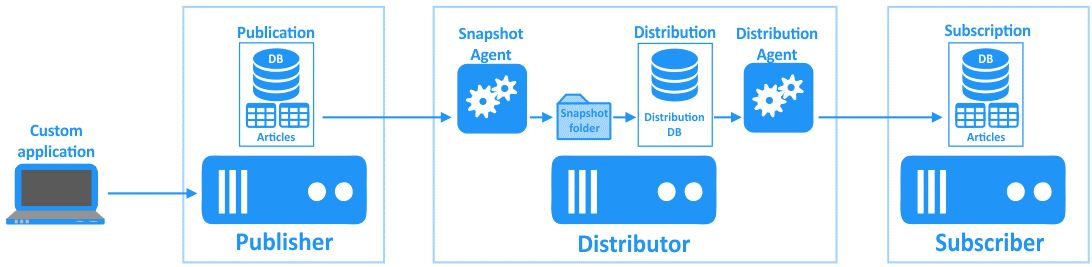 Custom
application
Publication
DB
Articles
Publisher
Snapshot
Agent
Snapshot
folder
Distribution
Distribution
DB
Distribution
Agent
Distributor
Subscription
DB
Articles
Subscriber